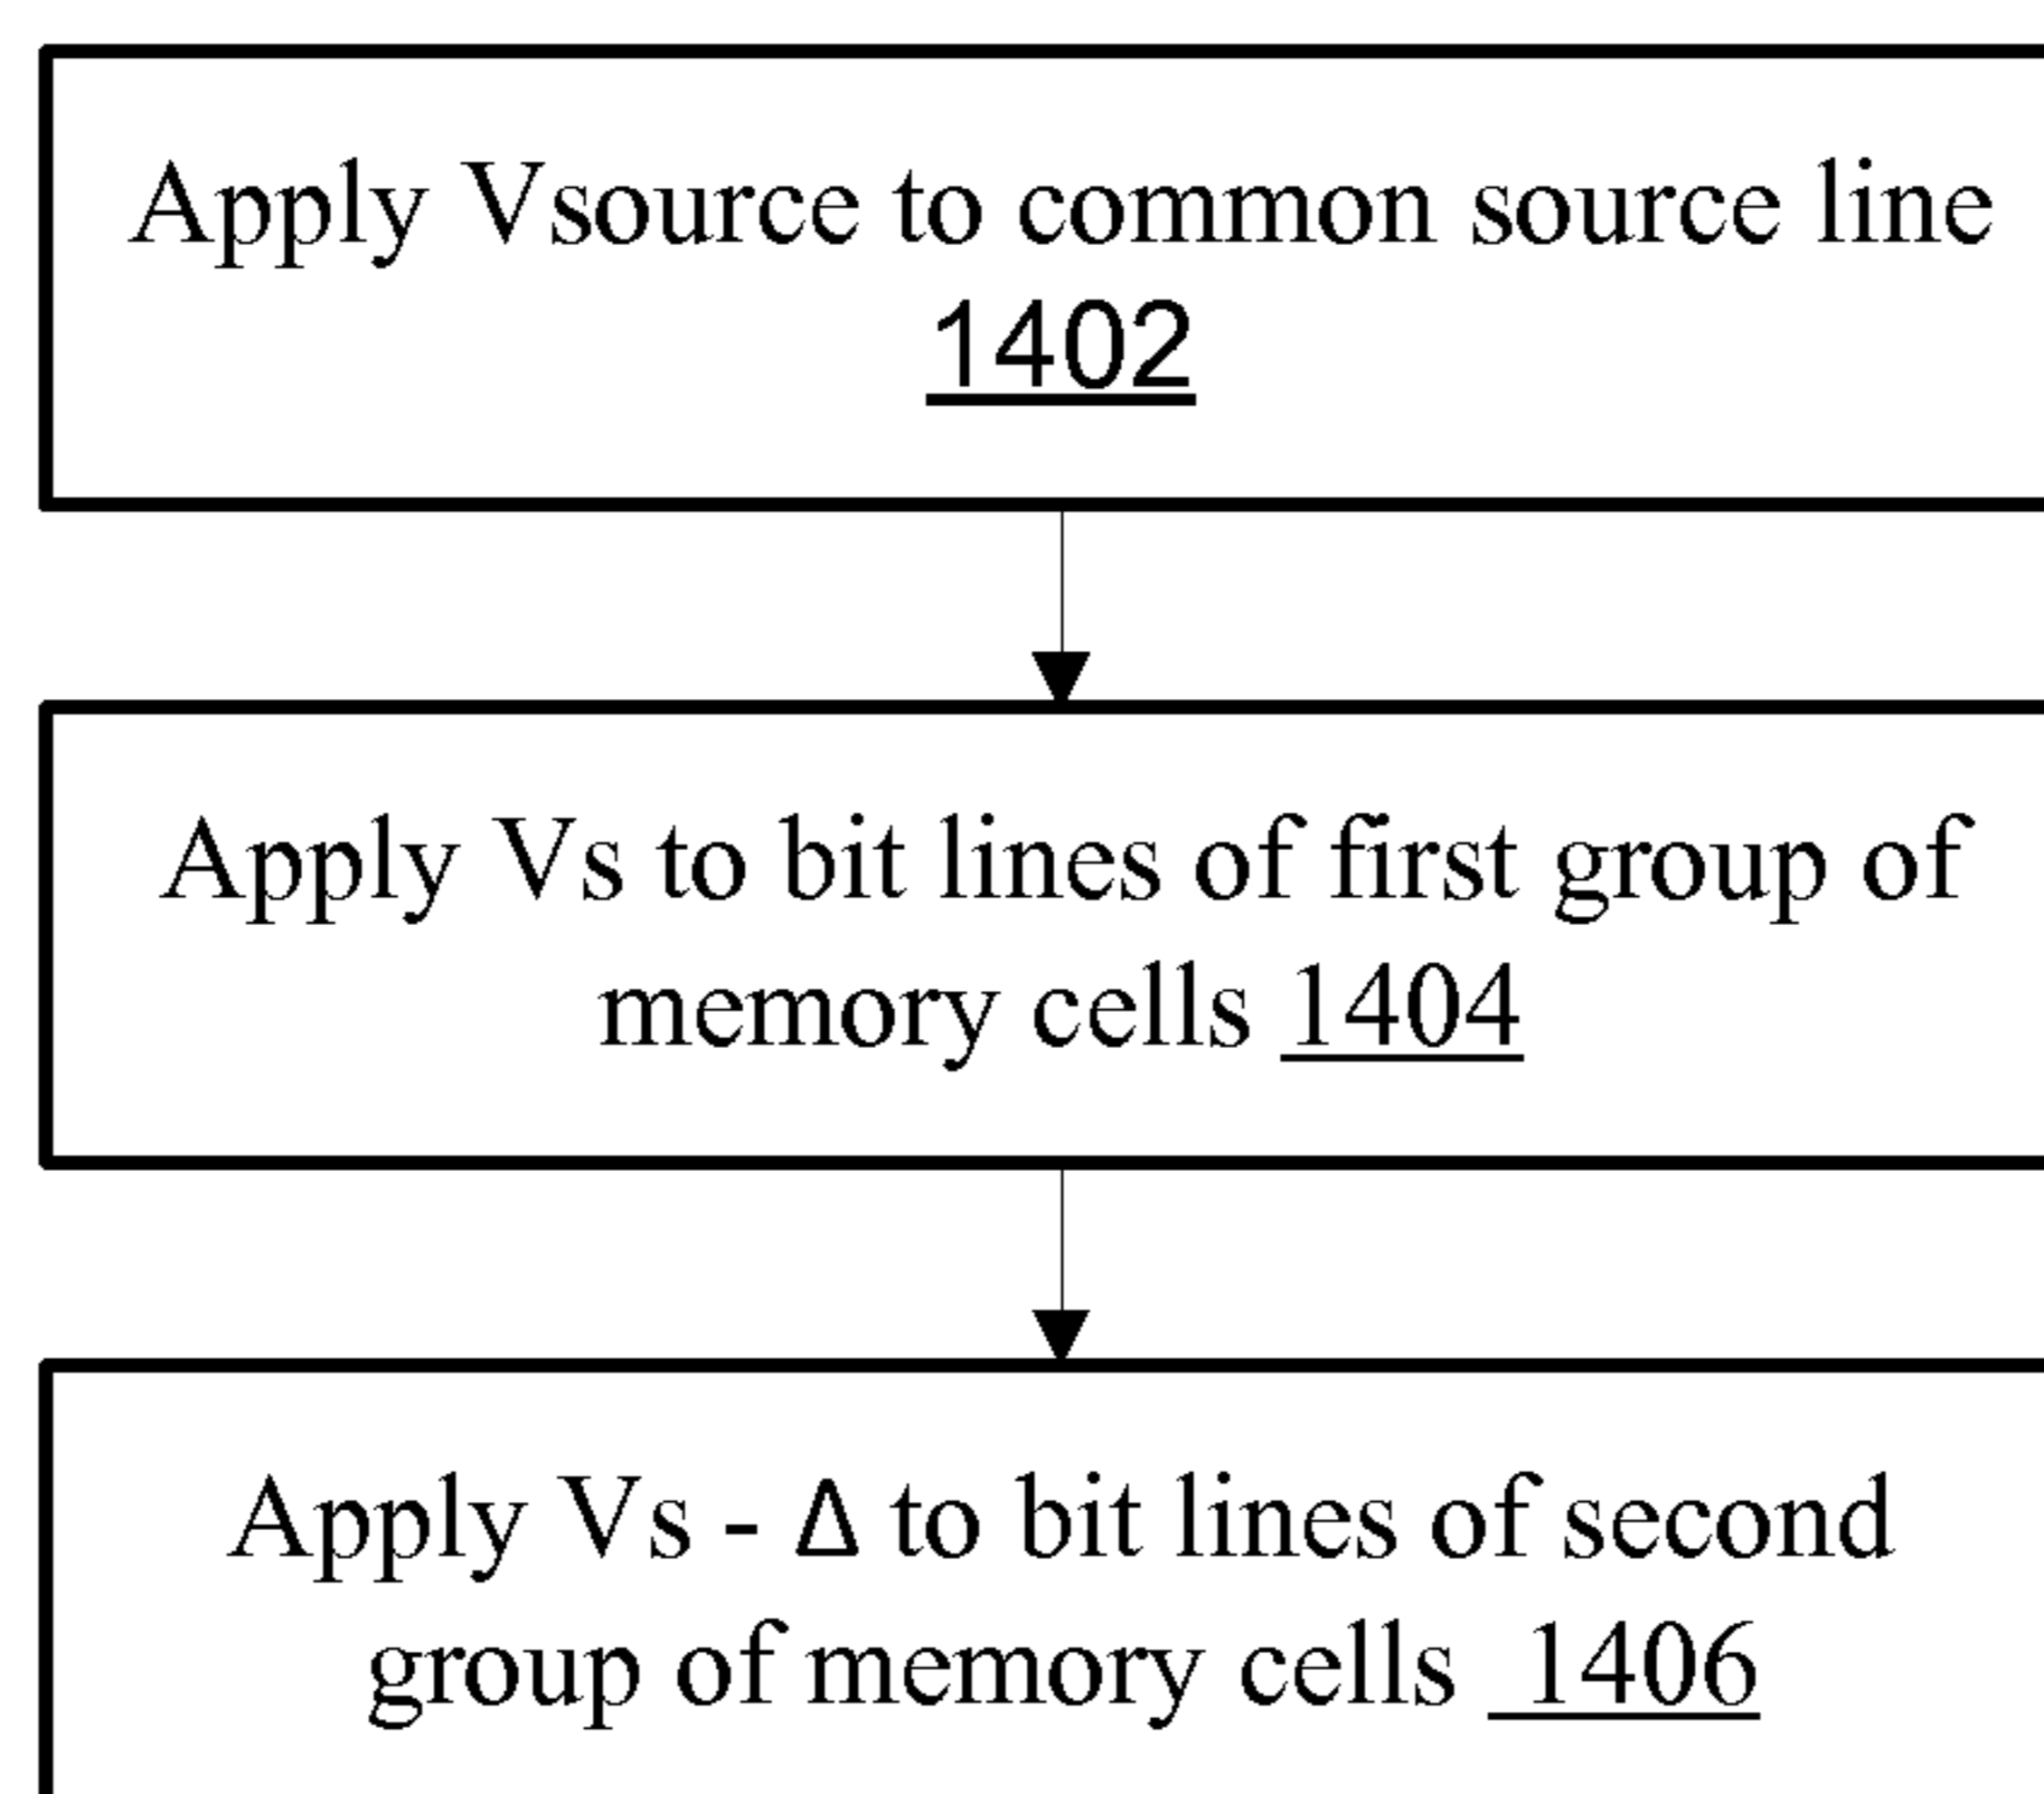 Apply Vsource to common source line
1402
Apply Vs to bit lines of first group of
memory cells 1404
Apply Vs - Δ to bit lines of second
group of memory cells 1406